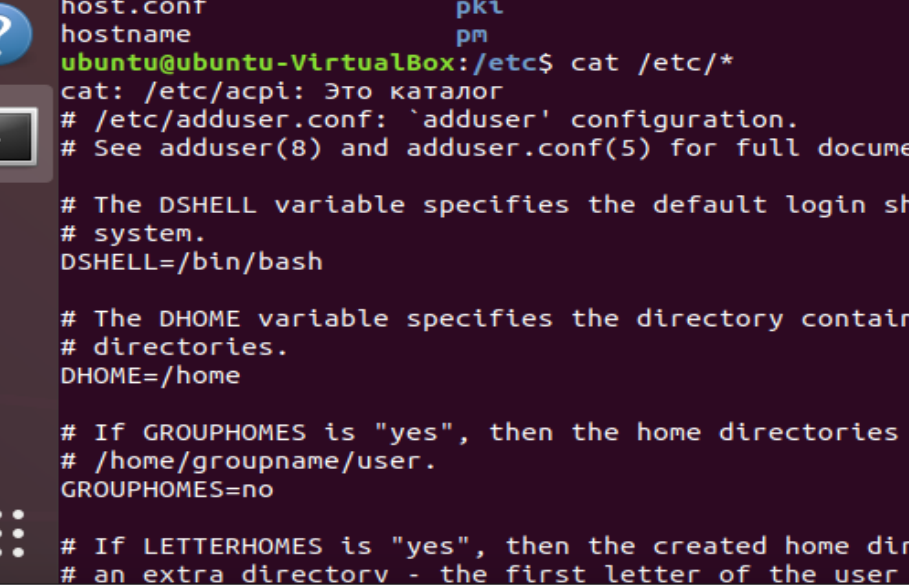 ?
host.conf pki
hostname pm
ubuntu@ubuntu-VirtualBox:/etc$ cat /etc/*
cat: /etc/acpi: Это каталог
# /etc/adduser.conf: `adduser' configuration.
# See adduser(8) and adduser.conf(5) for full docume
# The DSHELL variable specifies the default login sh
# system.
DSHELL=/bin/bash
# The DHOME variable specifies the directory contain
# directories.
DHOME=/home
# If GROUPHOMES is "yes", then the home directories
# /home/groupname/user.
GROUPHOMES=no
# If LETTERHOMES is "yes", then the created home dir
# an extra directory - the first letter of the user